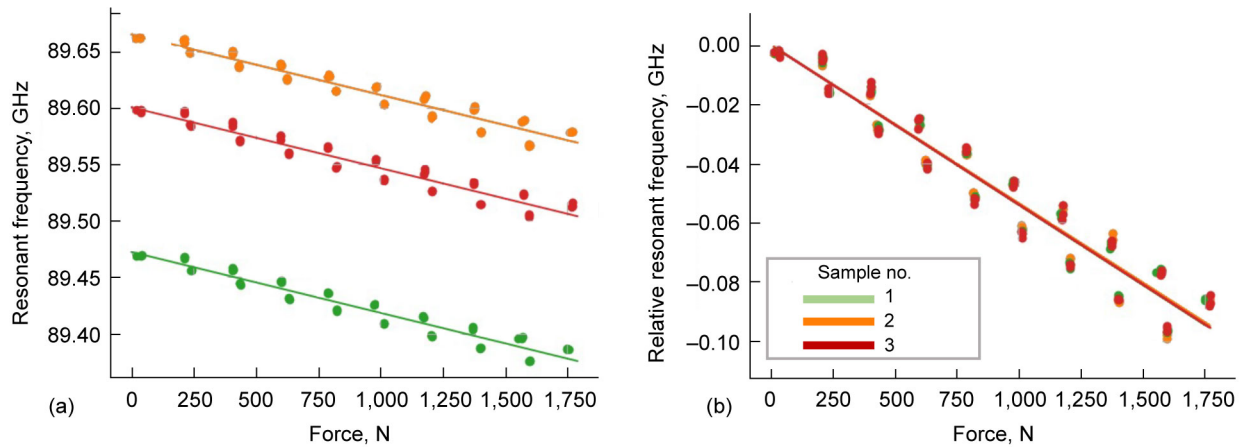 Resonant frequency, GHz
89.65
89.60
89.55
89.50
89.45
89.40
0 250 500 750 1,000 1,250 1,500 1,750
(a)
Force, N
Relative resonant frequency, GHz
0.00
–0.02
–0.04
–0.06
–0.08
–0.10
Sample no.
1
2
3
0 250 500 750 1,000 1,250 1,500 1,750
(b)
Force, N